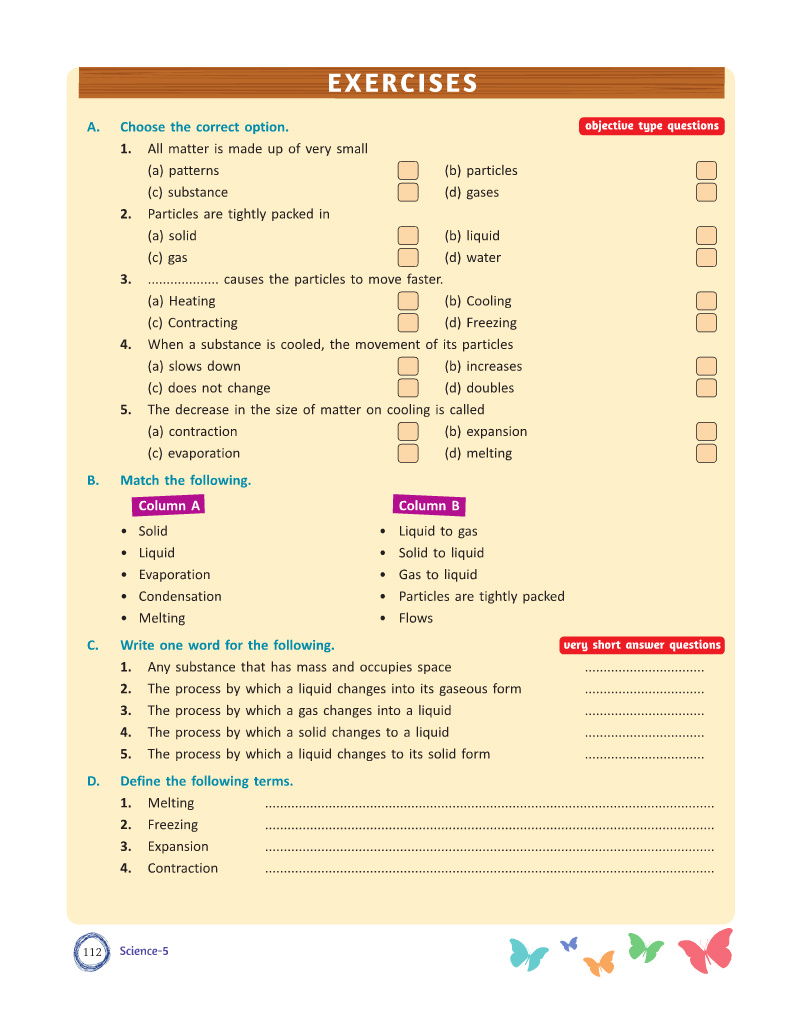 EXERCISES
A. Choose the correct option. objective type questions
1. All matter is made up of very small
(a) patterns (b) particles
(c) substance (d) gases
2. Particles are tightly packed in
(a) solid (b) liquid
(c) gas (d) water
3. ................... causes the particles to move faster.
(a) Heating (b) Cooling
(c) Contracting (d) Freezing
4. When a substance is cooled, the movement of its particles
(a) slows down (b) increases
(c) does not change (d) doubles
5. The decrease in the size of matter on cooling is called
(a) contraction (b) expansion
(c) evaporation (d) melting
B. Match the following.
Column A Column B
• Solid • Liquid to gas
• Liquid • Solid to liquid
• Evaporation • Gas to liquid
• Condensation • Particles are tightly packed
• Melting • Flows
C. Write one word for the following. very short answer questions
1. Any substance that has mass and occupies space ................................
2. The process by which a liquid changes into its gaseous form ................................
3. The process by which a gas changes into a liquid ................................
4. The process by which a solid changes to a liquid ................................
5. The process by which a liquid changes to its solid form ................................
D. Define the following terms.
1. Melting ........................................................................................................................
2. Freezing ........................................................................................................................
3. Expansion ........................................................................................................................
4. Contraction ........................................................................................................................
112 Science-5